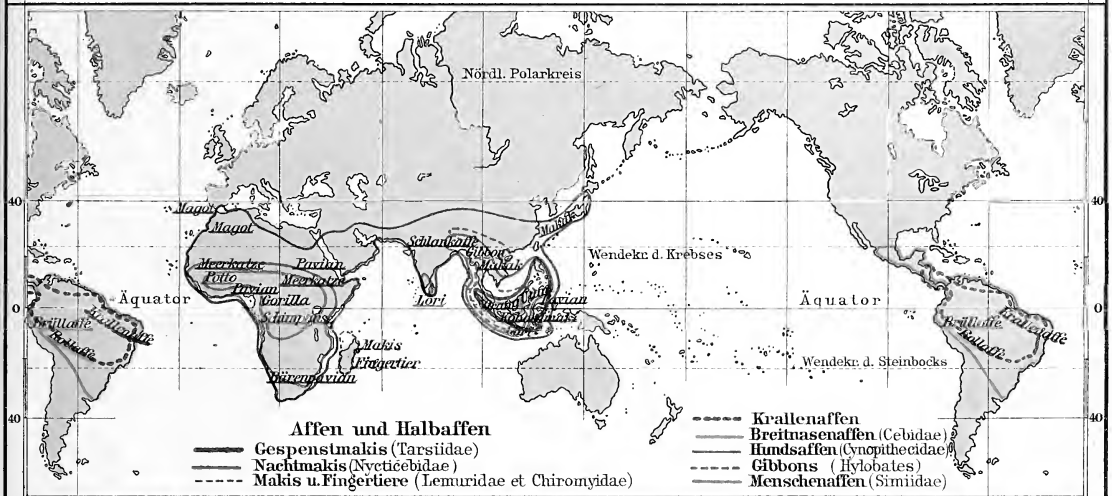 Nördl. Polarkreis
40 40
Magot
Magot
Makak
Schlankaffe
Gibbon
Makak
Wendekr. d. Krebses
Meerkatze Pavian
Potto Meerkatze
Pavian
Gorilla
Lori
Pavian
Äquator
Äquator
0 0
Schimpanse
Brüllaffe Krallenaffe
Rollaffe
Brüllaffe Krallenaffe
Rollaffe
Makis
Fingertier
Wendekr. d. Steinbocks
Bärenpavian
40 40
Affen und Halbaffen
Gespenstmakis (Tarsiidae)
Nachtmakis (Nycticebidae)
Makis u. Fingertiere (Lemuridae et Chiromyidae)
Krallenaffen
Breitnasenaffen (Cebidae)
Hundsaffen (Cynopithecidae)
Gibbons (Hylobates)
Menschenaffen (Simiidae)